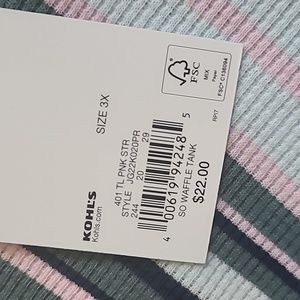 KOHL'S
Kohls.com
SIZE 3X
401 TL PNK STR
STYLE JG22K020PR
244 20 29
4 00619 94248 5
SO WAFFLE TANK
$22.00
FSC
MIX
Paper
FSC® C138094
RP17